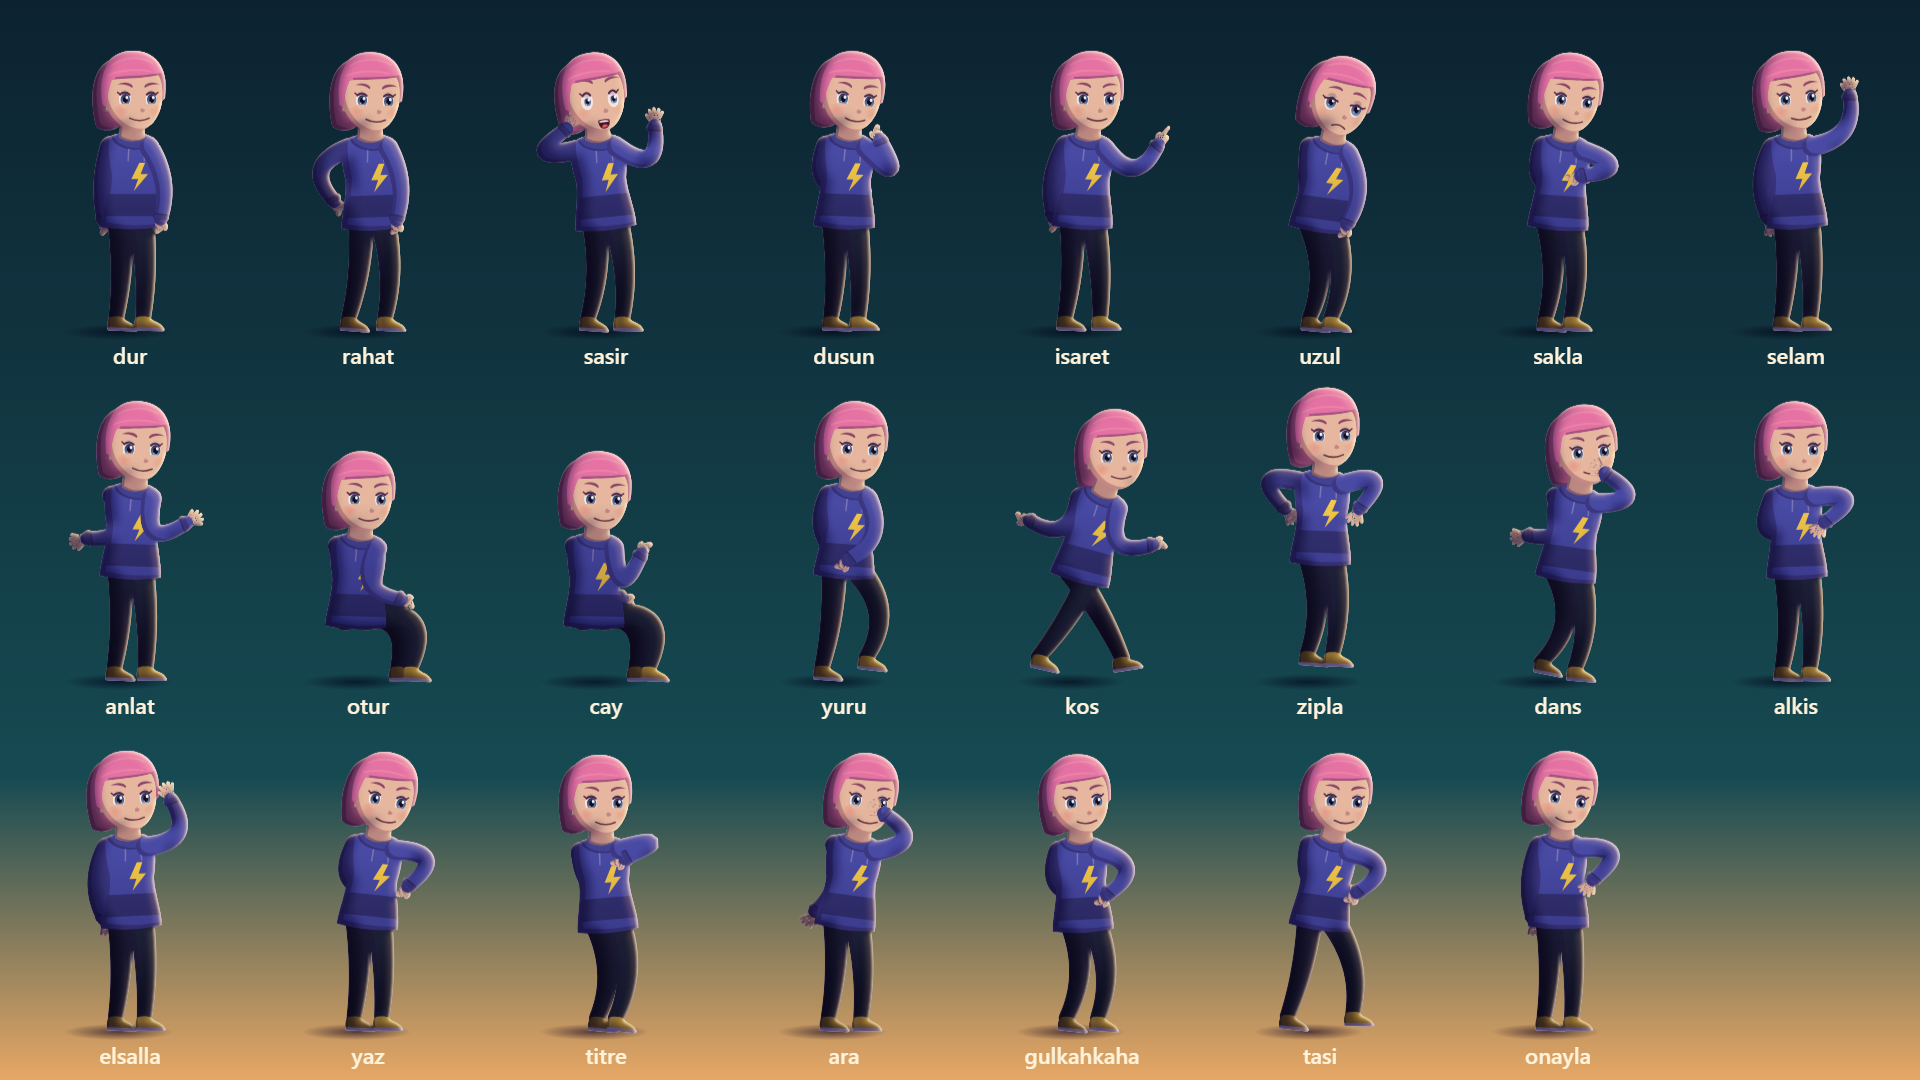 dur rahat sasir dusun isaret uzul sakla selam
anlat otur cay yuru kos zipla dans alkis
elsalla yaz titre ara gulkahkaha tasi onayla